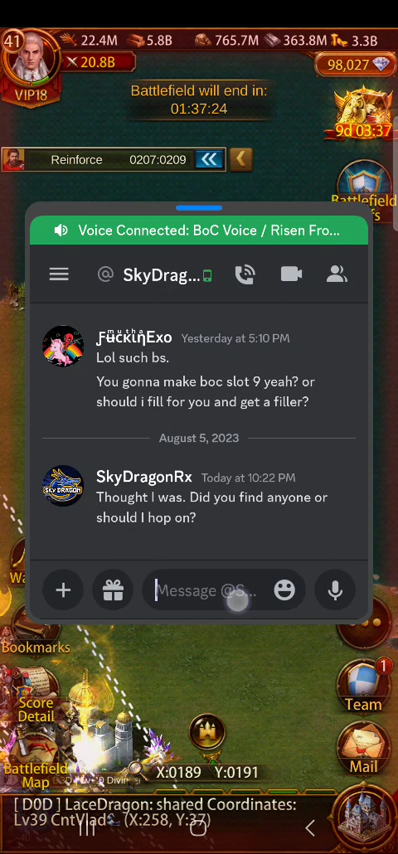 41
22.4M
5.8B
765.7M
363.8M
3.3B
20.8B
98,027
VIP18
Battlefield will end in:
01:37:24
9d 03:37
Reinforce 0207:0209
Battlefield
Voice Connected: BoC Voice / Risen Fro...
@ SkyDrag...
Yesterday at 5:10 PM
Lol such bs.
You gonna make boc slot 9 yeah? or
should i fill for you and get a filler?
August 5, 2023
SkyDragonRx Today at 10:22 PM
SKY DRAGON
Thought I was. Did you find anyone or
should I hop on?
Message @S...
Bookmarks
Score
Detail
1
Team
Battlefield
Map
X:0189 Y:0191
Mail
[ D0D ] LaceDragon: shared Coordinates:
Lv39 CntVlad (X:258, Y:37)